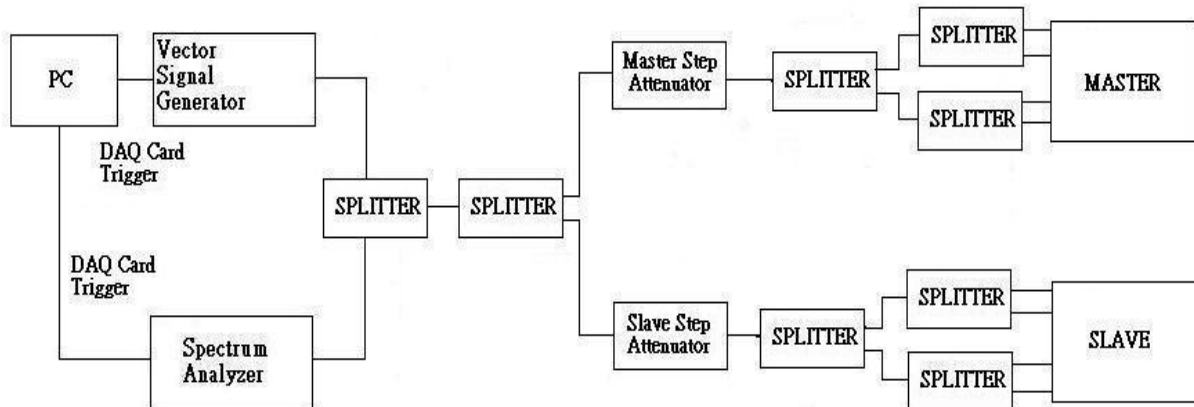 PC
Vector
Signal
Generator
DAQ Card
Trigger
DAQ Card
Trigger
Spectrum
Analyzer
SPLITTER
SPLITTER
Master Step
Attenuator
SPLITTER
SPLITTER
SPLITTER
MASTER
Slave Step
Attenuator
SPLITTER
SPLITTER
SPLITTER
SLAVE